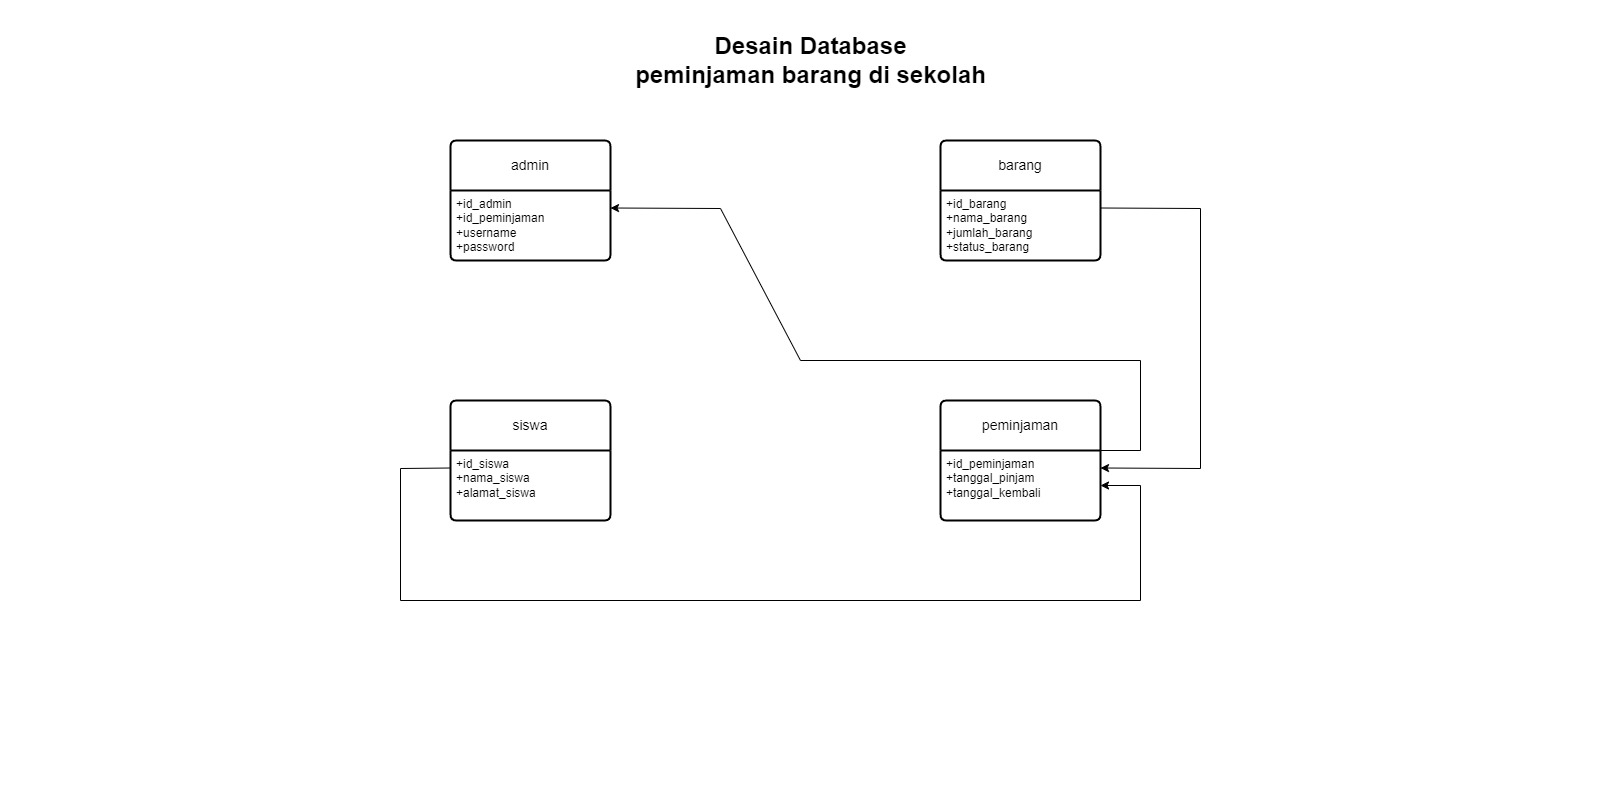 Desain Database
peminjaman barang di sekolah
admin
+id_admin
+id_peminjaman
+username
+password
barang
+id_barang
+nama_barang
+jumlah_barang
+status_barang
siswa
+id_siswa
+nama_siswa
+alamat_siswa
peminjaman
+id_peminjaman
+tanggal_pinjam
+tanggal_kembali